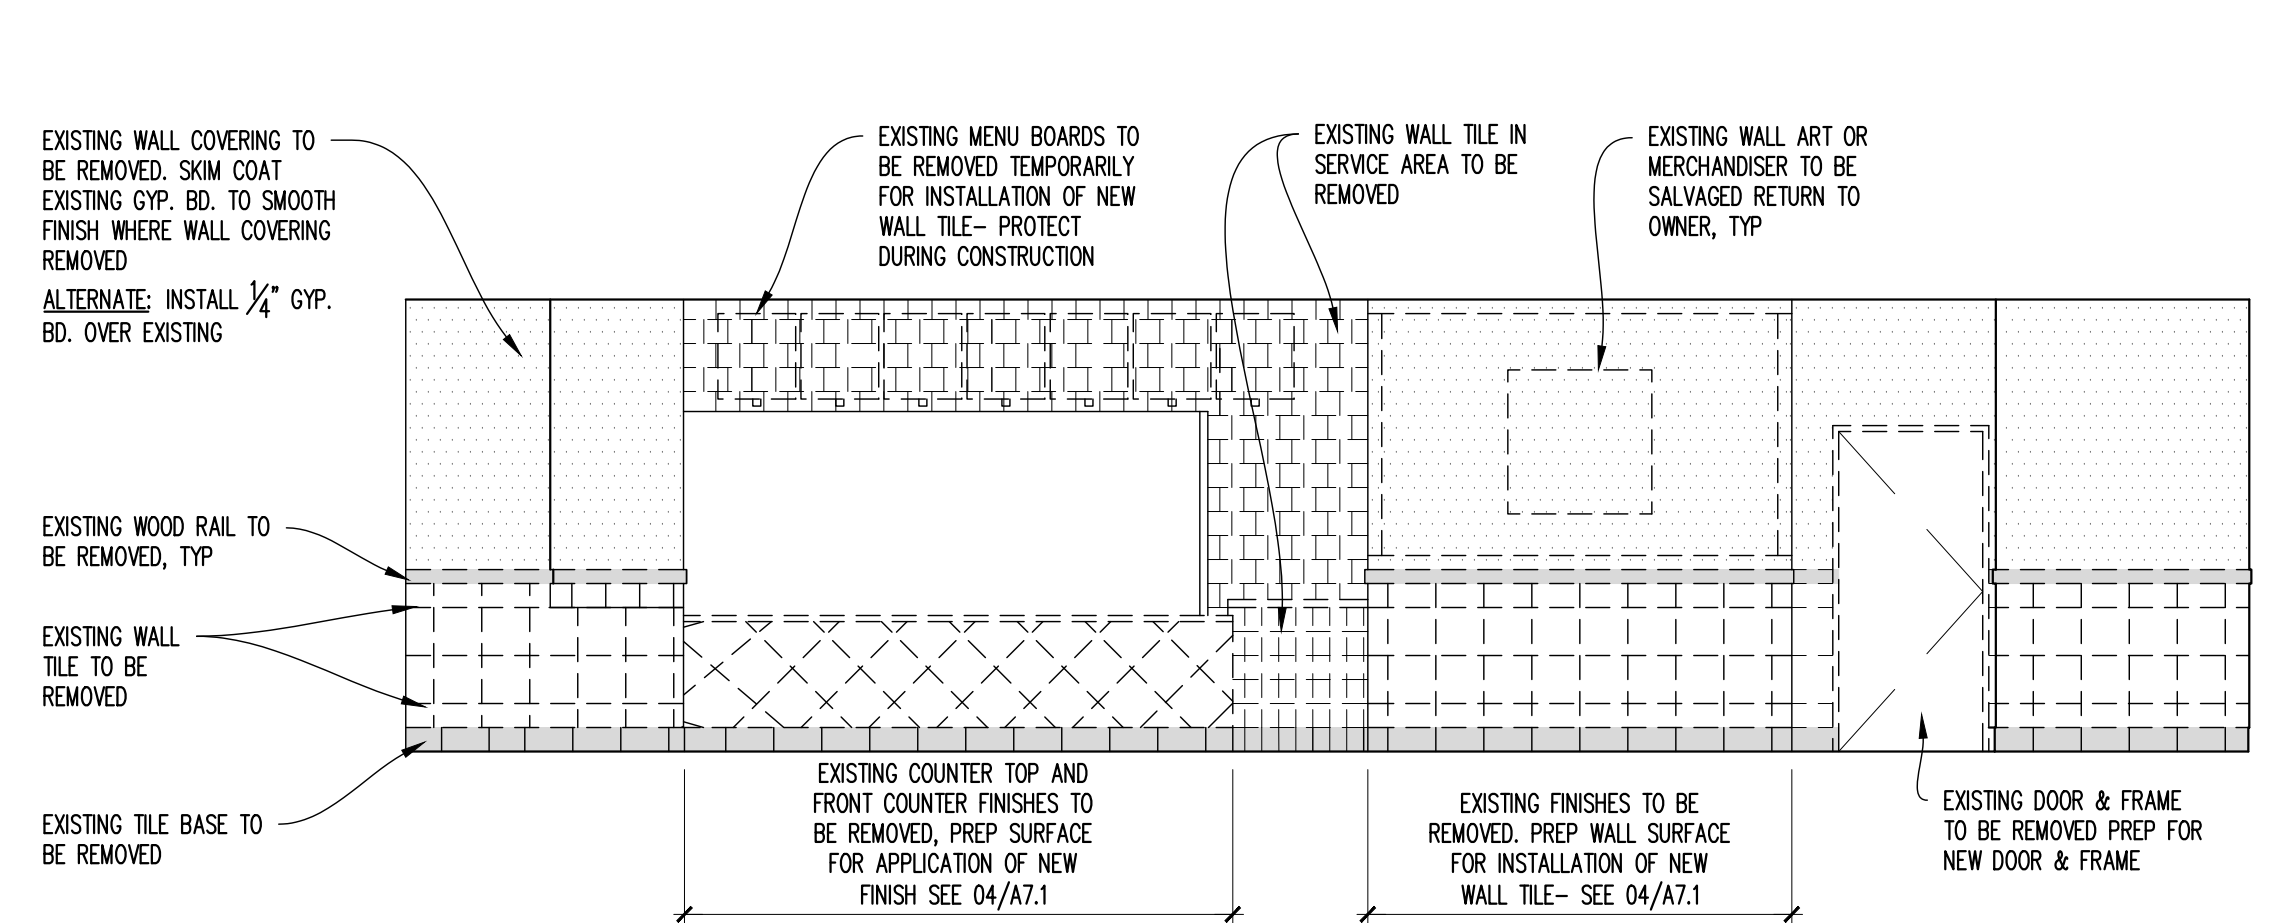 EXISTING WALL COVERING TO
BE REMOVED. SKIM COAT
EXISTING GYP. BD. TO SMOOTH
FINISH WHERE WALL COVERING
REMOVED
ALTERNATE: INSTALL 1/4" GYP.
BD. OVER EXISTING
EXISTING MENU BOARDS TO
BE REMOVED TEMPORARILY
FOR INSTALLATION OF NEW
WALL TILE- PROTECT
DURING CONSTRUCTION
EXISTING WALL TILE IN
SERVICE AREA TO BE
REMOVED
EXISTING WALL ART OR
MERCHANDISER TO BE
SALVAGED RETURN TO
OWNER, TYP
EXISTING WOOD RAIL TO
BE REMOVED, TYP
EXISTING WALL
TILE TO BE
REMOVED
EXISTING TILE BASE TO
BE REMOVED
EXISTING COUNTER TOP AND
FRONT COUNTER FINISHES TO
BE REMOVED, PREP SURFACE
FOR APPLICATION OF NEW
FINISH SEE 04/A7.1
EXISTING FINISHES TO BE
REMOVED. PREP WALL SURFACE
FOR INSTALLATION OF NEW
WALL TILE- SEE 04/A7.1
EXISTING DOOR & FRAME
TO BE REMOVED PREP FOR
NEW DOOR & FRAME